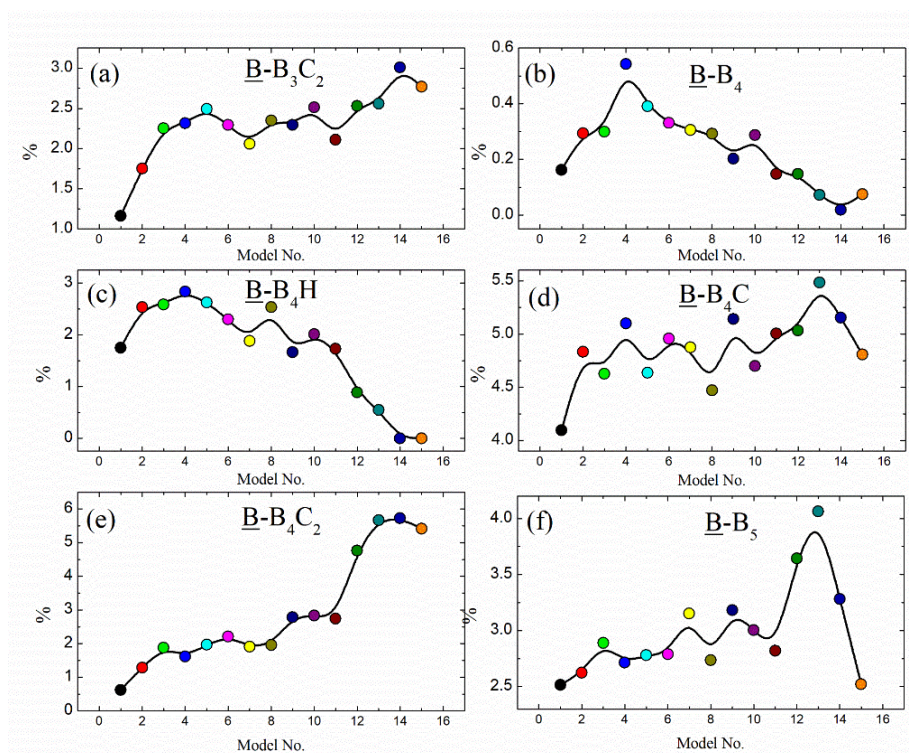 (a) B-B₃C₂
3.0
2.5
2.0
1.5
1.0
%
0 2 4 6 8 10 12 14 16
Model No.
(b) B-B₄
0.6
0.4
0.2
0.0
%
0 2 4 6 8 10 12 14 16
Model No.
(c) B-B₄H
3
2
1
0
%
0 2 4 6 8 10 12 14 16
Model No.
(d) B-B₄C
5.5
5.0
4.5
4.0
%
0 2 4 6 8 10 12 14 16
Model No.
(e) B-B₄C₂
6
5
4
3
2
1
0
%
0 2 4 6 8 10 12 14 16
Model No.
(f) B-B₅
4.0
3.5
3.0
2.5
%
0 2 4 6 8 10 12 14 16
Model No.